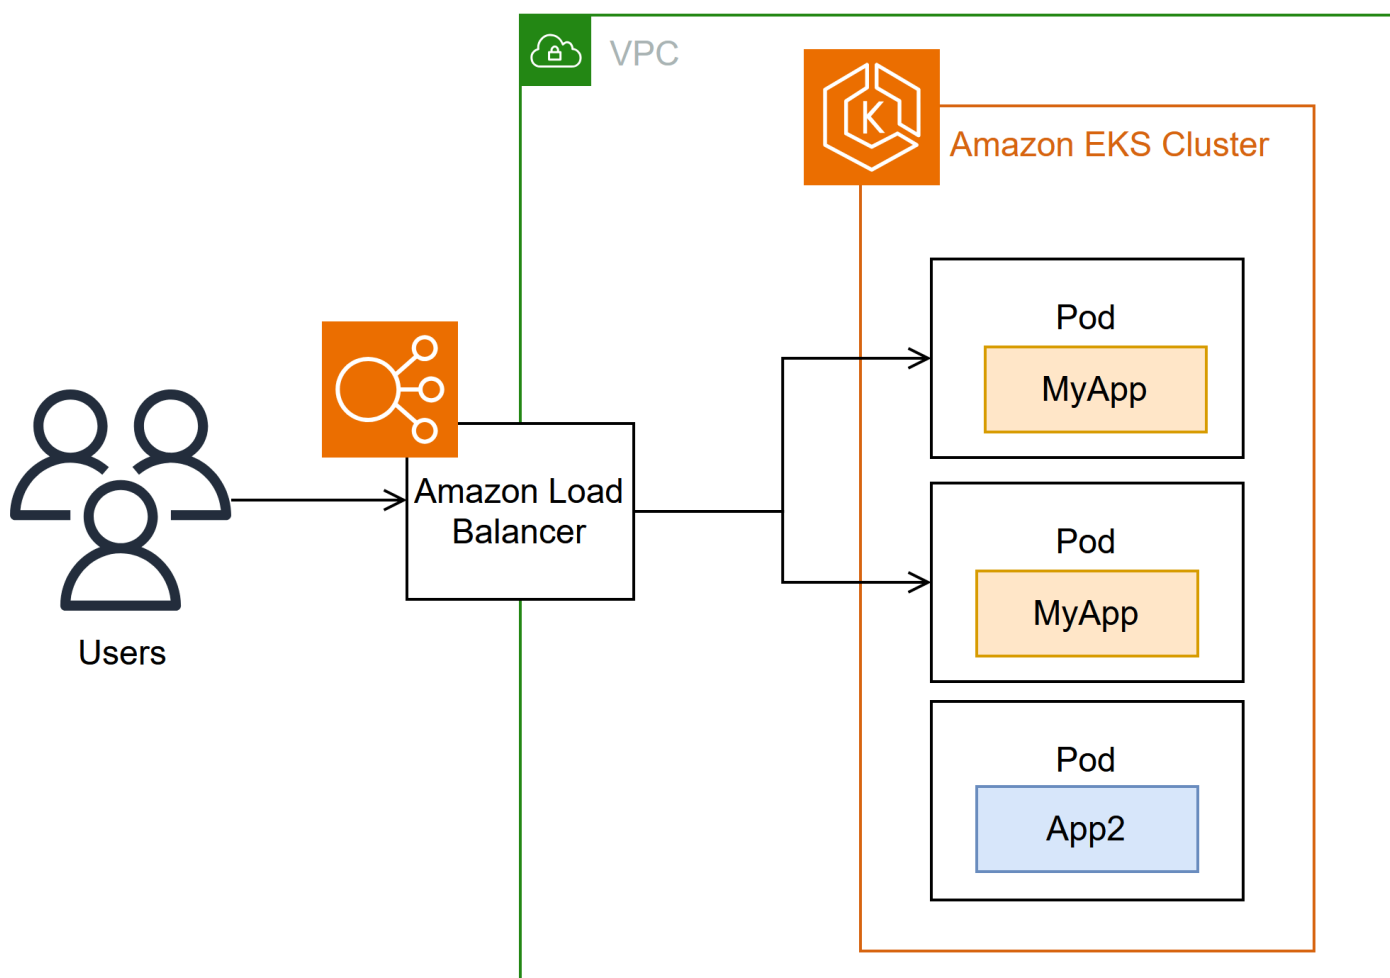 VPC
K
Amazon EKS Cluster
Pod
MyApp
Amazon Load
Balancer
Pod
MyApp
Users
Pod
App2